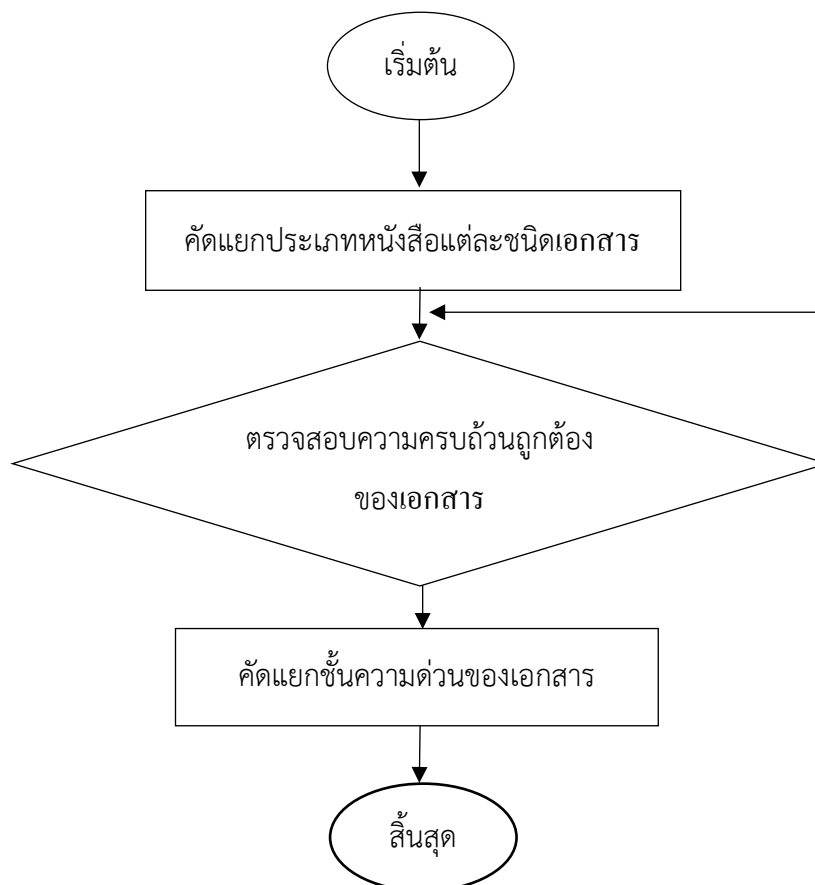 เริ่มต้น
คัดแยกประเภทหนังสือแต่ละชนิดเอกสาร
ตรวจสอบความครบถ้วนถูกต้อง
ของเอกสาร
คัดแยกชั้นความด่วนของเอกสาร
สิ้นสุด